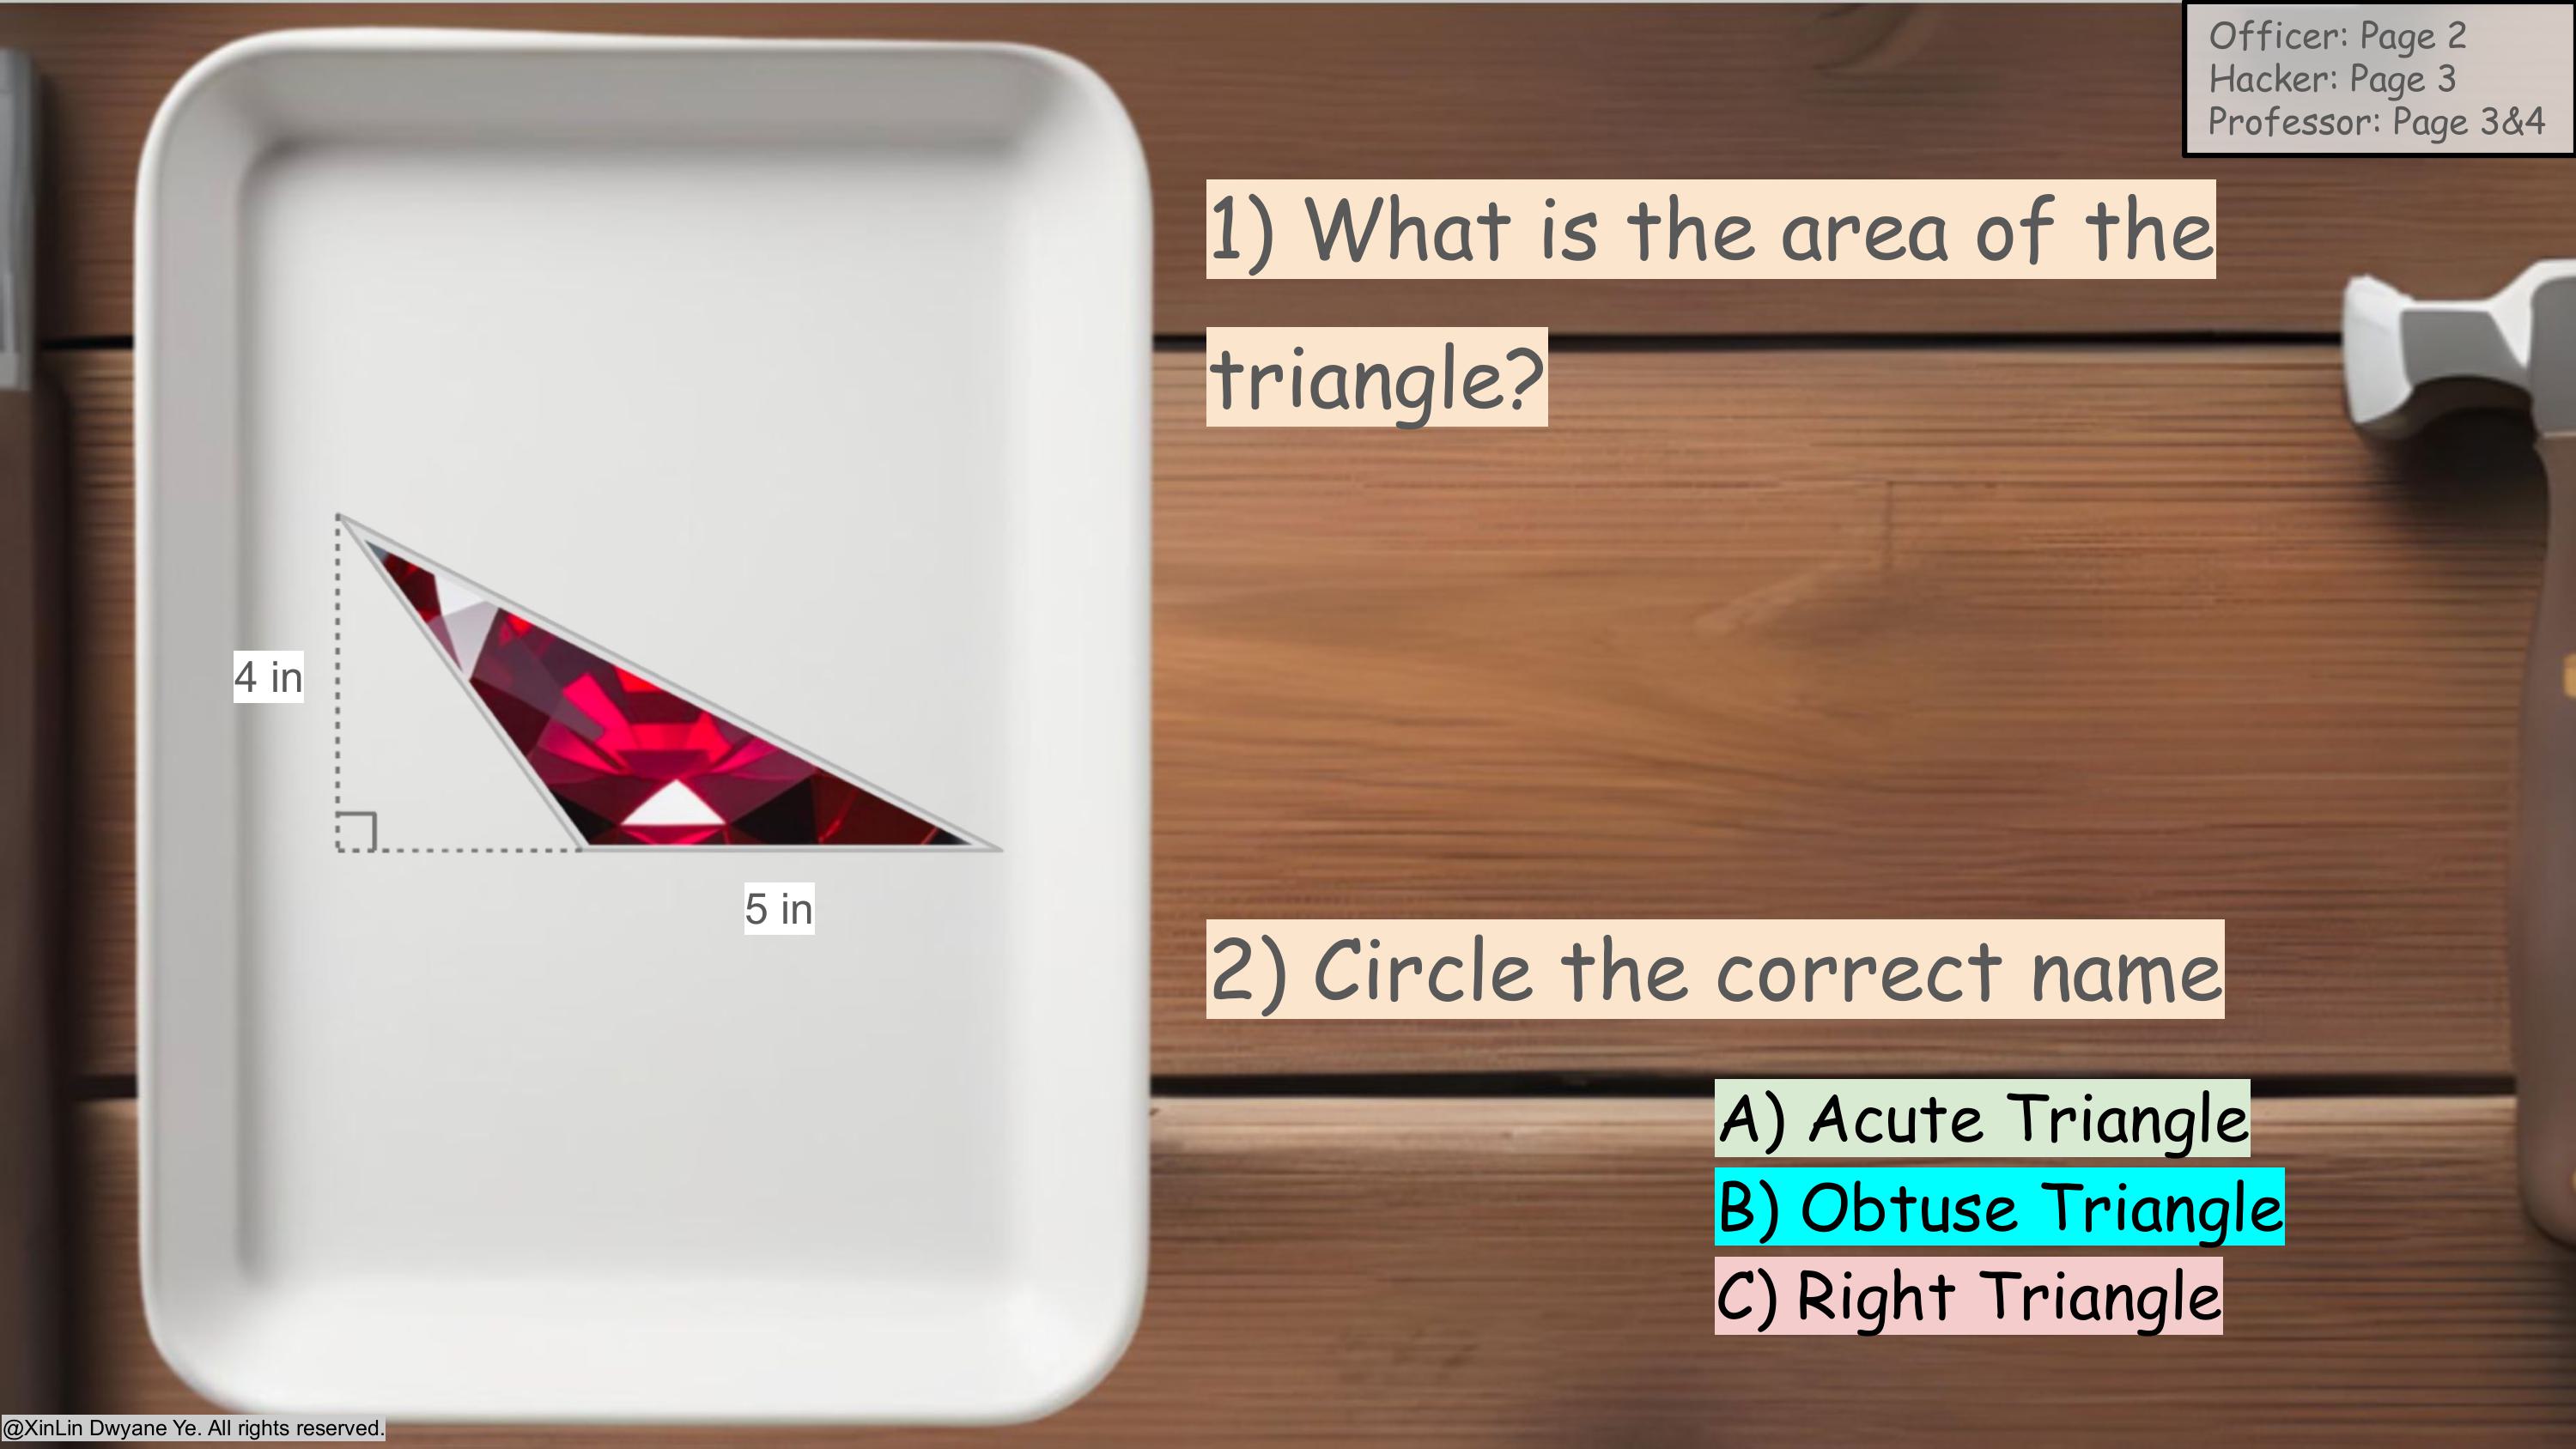 Officer: Page 2
Hacker: Page 3
Professor: Page 3&4
1) What is the area of the
triangle?
4 in
5 in
2) Circle the correct name
A) Acute Triangle
B) Obtuse Triangle
C) Right Triangle
@XinLin Dwyane Ye. All rights reserved.